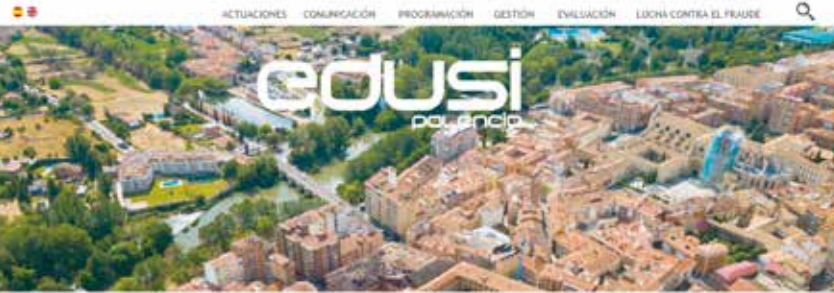 ACTUACIONES COMUNICACIÓN PROGRAMACIÓN GESTIÓN EVALUACIÓN LUCHA CONTRA EL FRAUDE
edusi
palencia